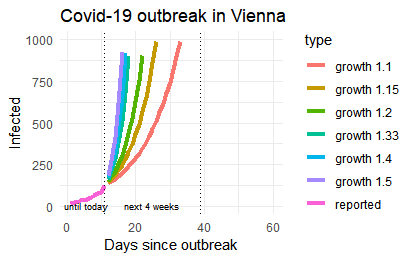 Covid-19 outbreak in Vienna
1000
750
500
250
0
Infected
until today
next 4 weeks
0
20
40
60
Days since outbreak
type
growth 1.1
growth 1.15
growth 1.2
growth 1.33
growth 1.4
growth 1.5
reported